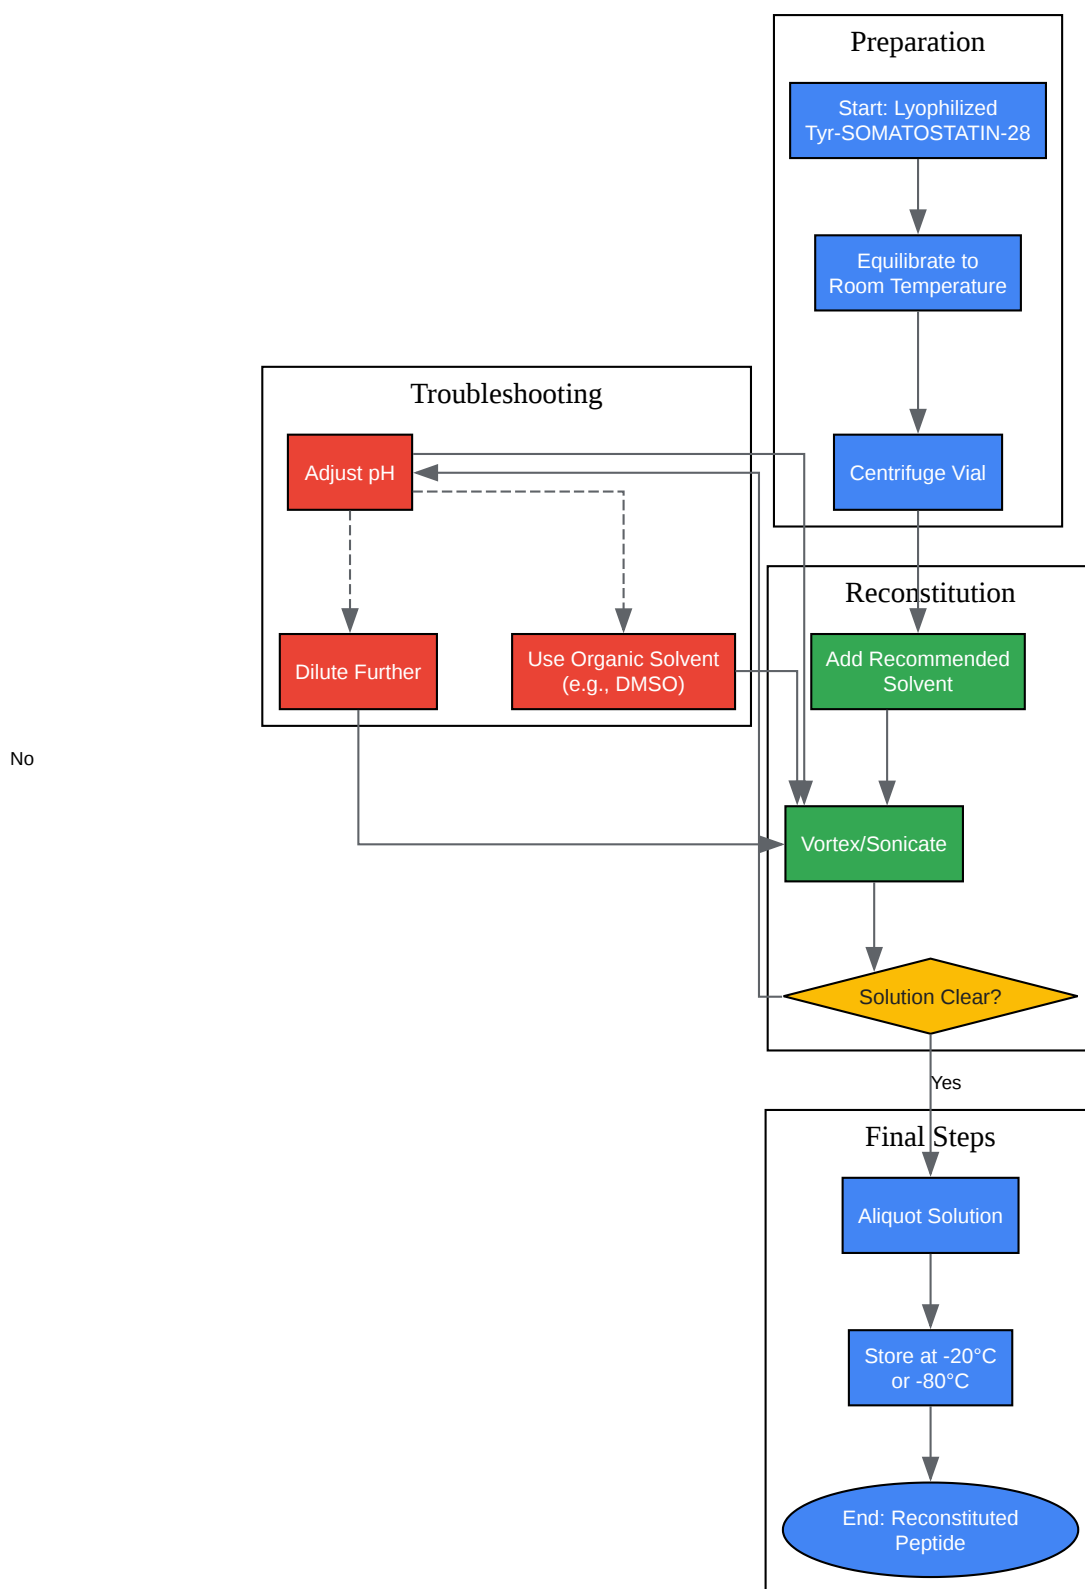 Preparation
Start: Lyophilized
Tyr-SOMATOSTATIN-28
Equilibrate to
Room Temperature
Centrifuge Vial
Troubleshooting
Adjust pH
Dilute Further
Use Organic Solvent
(e.g., DMSO)
Reconstitution
Add Recommended
Solvent
No
Vortex/Sonicate
Solution Clear?
Yes
Final Steps
Aliquot Solution
Store at -20°C
or -80°C
End: Reconstituted
Peptide